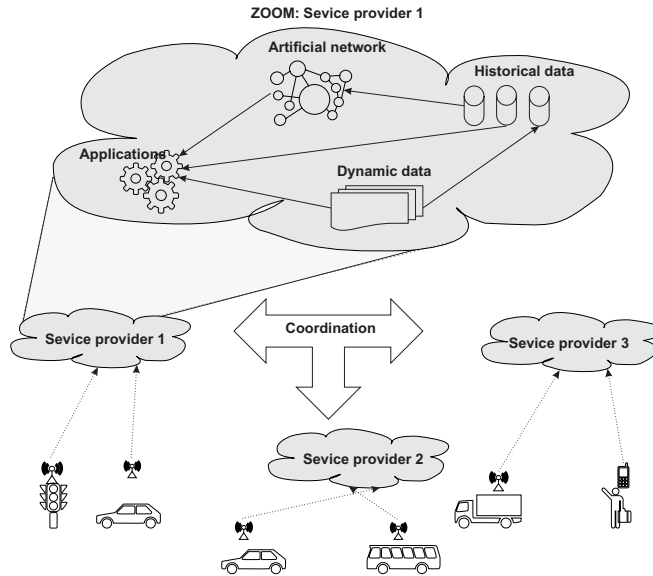 ZOOM: Sevice provider 1
Artificial network
Historical data
Applications
Dynamic data
Sevice provider 1
Coordination
Sevice provider 3
Sevice provider 2